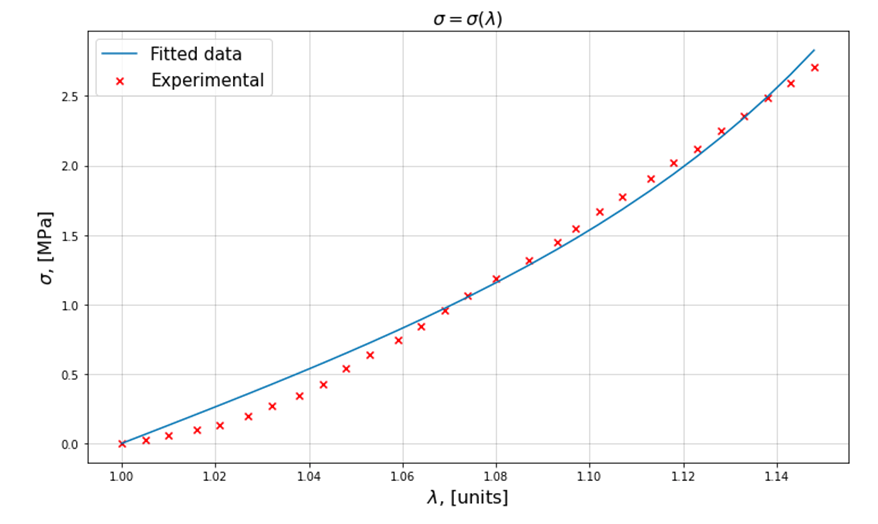 σ = σ(λ)
Fitted data
Experimental
2.5
2.0
1.5
1.0
0.5
0.0
σ, [MPa]
1.00 1.02 1.04 1.06 1.08 1.10 1.12 1.14
λ, [units]